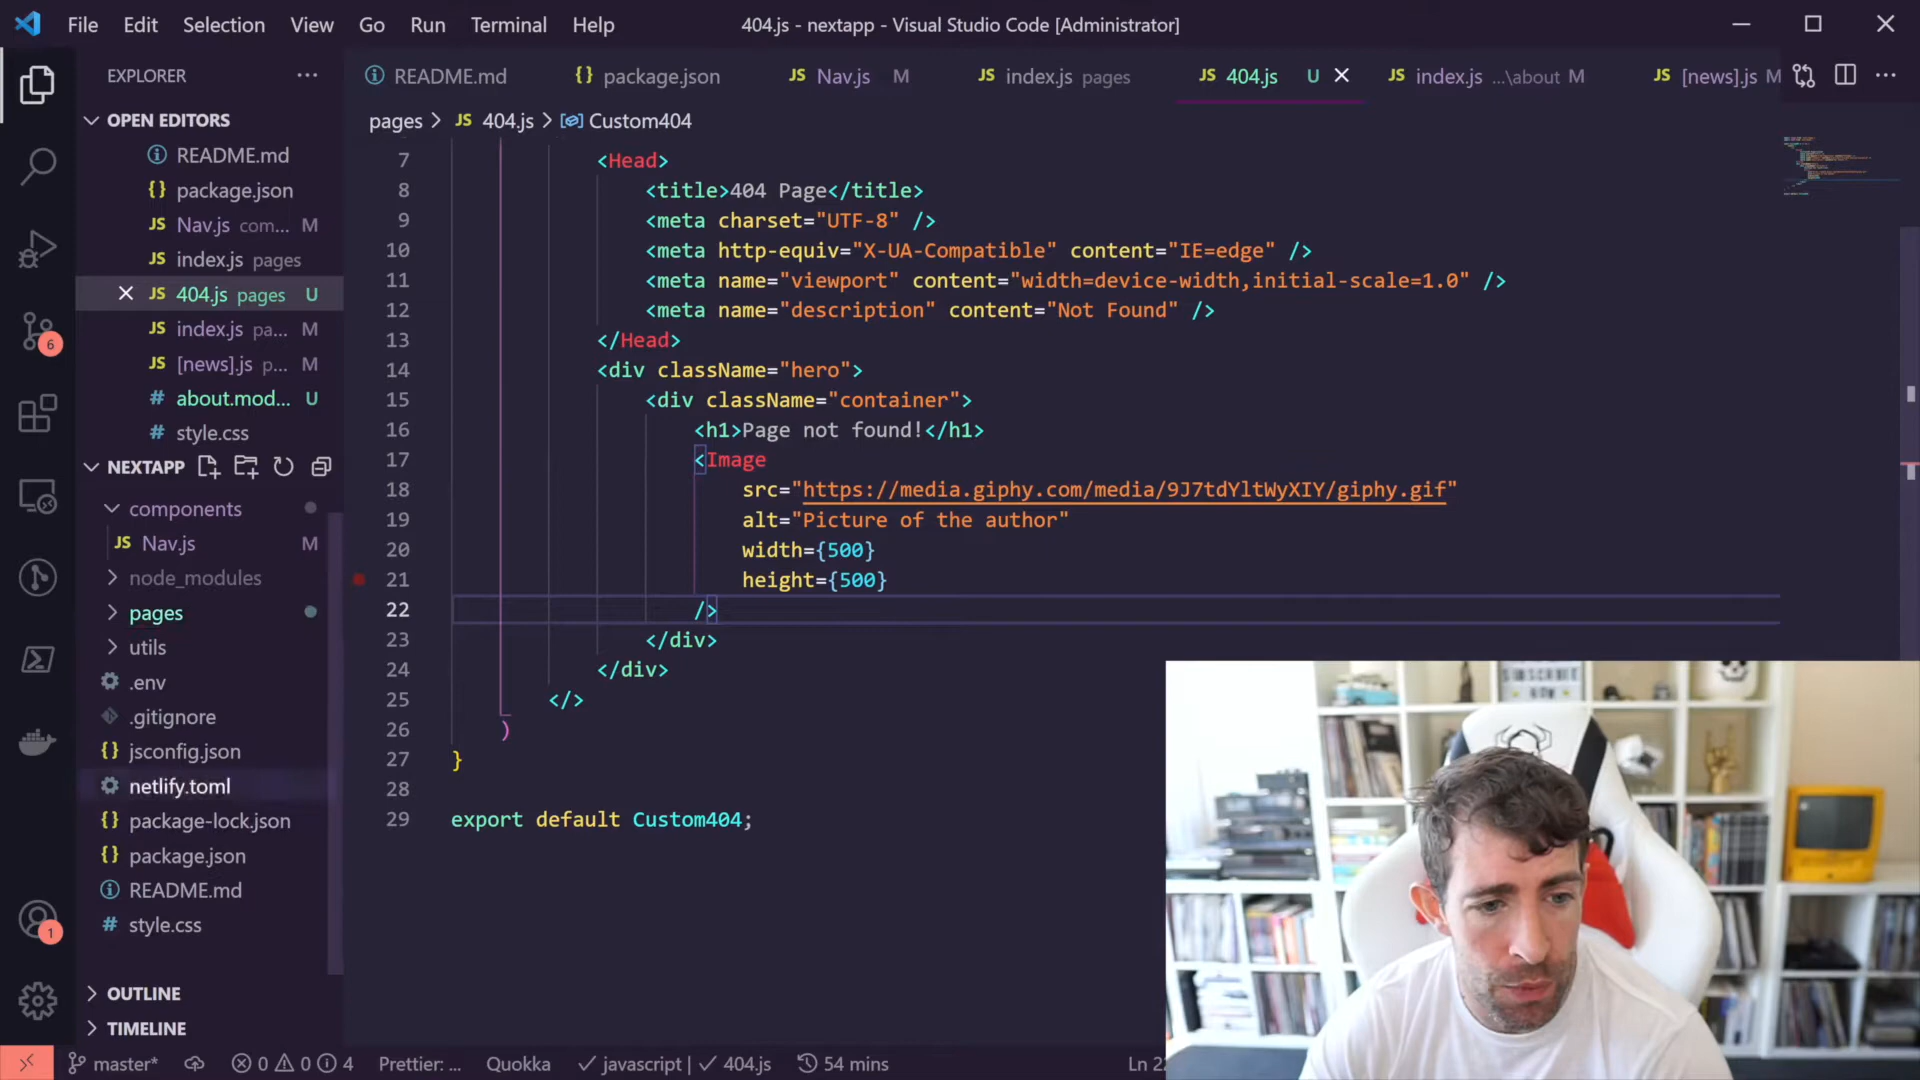 File Edit Selection View Go Run Terminal Help
404.js - nextapp - Visual Studio Code [Administrator]
EXPLORER
README.md
package.json
Nav.js M
index.js pages
404.js U
index.js ...\about M
[news].js M
OPEN EDITORS
README.md
package.json
Nav.js com... M
index.js pages
404.js pages U
index.js pa... M
[news].js p... M
about.mod... U
style.css
NEXTAPP
components
Nav.js M
node_modules
pages
utils
.env
.gitignore
jsconfig.json
netlify.toml
package-lock.json
package.json
README.md
style.css
OUTLINE
TIMELINE
6
1
pages > JS 404.js > Custom404
7 <Head>
8 <title>404 Page</title>
9 <meta charset="UTF-8" />
10 <meta http-equiv="X-UA-Compatible" content="IE=edge" />
11 <meta name="viewport" content="width=device-width,initial-scale=1.0" />
12 <meta name="description" content="Not Found" />
13 </Head>
14 <div className="hero">
15 <div className="container">
16 <h1>Page not found!</h1>
17 <Image
18 src="https://media.giphy.com/media/9J7tdYltWyXIY/giphy.gif"
19 alt="Picture of the author"
20 width={500}
21 height={500}
22 />
23 </div>
24 </div>
25 </>
26 )
27 }
28
29 export default Custom404;
SUBSCRIBE
NOW
master* 0 0 4 Prettier: ... Quokka javascript | 404.js 54 mins
Ln 22